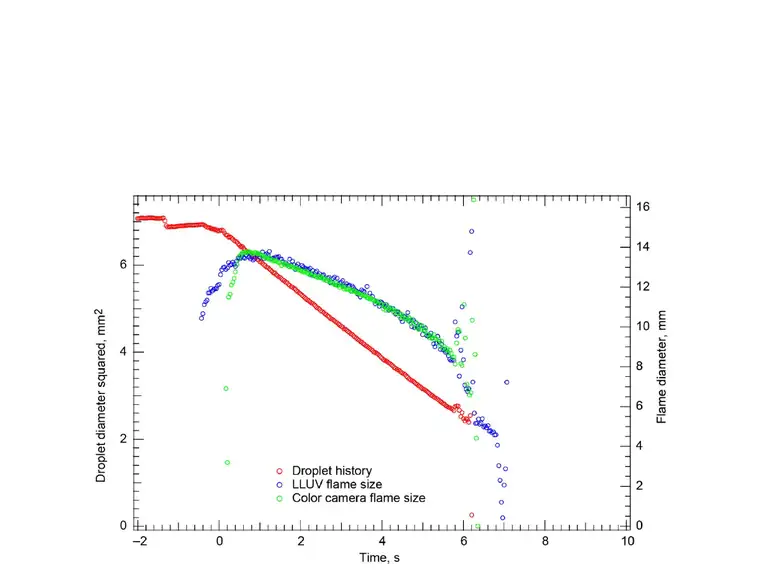 16
14
6
12
10
4
8
6
2
4
2
0
0
Droplet diameter squared, mm2
Flame diameter, mm
Droplet history
LLUV flame size
Color camera flame size
−2 0 2 4 6 8 10
Time, s